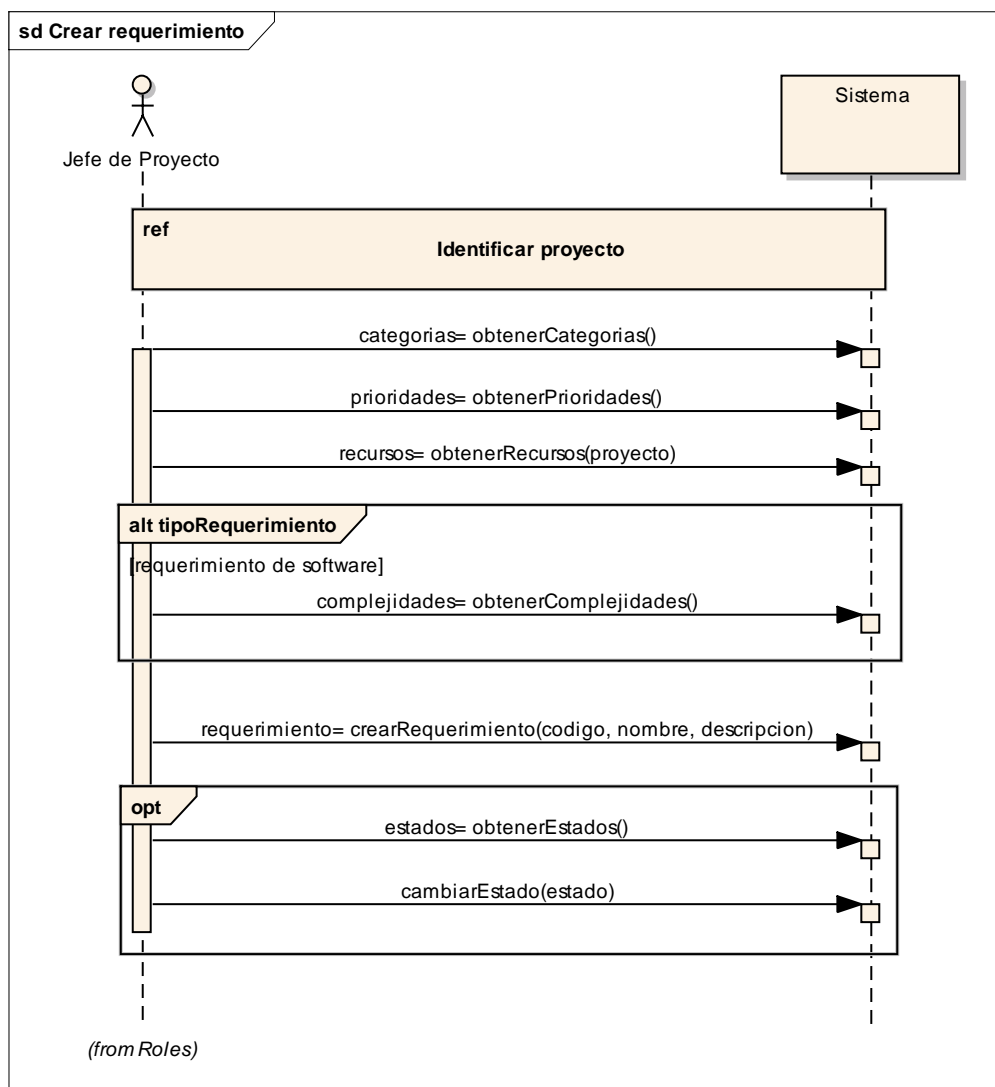 sd Crear requerimiento
Sistema
Jefe de Proyecto
ref
Identificar proyecto
categorias= obtenerCategorias()
prioridades= obtenerPrioridades()
recursos= obtenerRecursos(proyecto)
alt tipoRequerimiento
[requerimiento de software]
complejidades= obtenerComplejidades()
requerimiento= crearRequerimiento(codigo, nombre, descripcion)
opt
estados= obtenerEstados()
cambiarEstado(estado)
(from Roles)